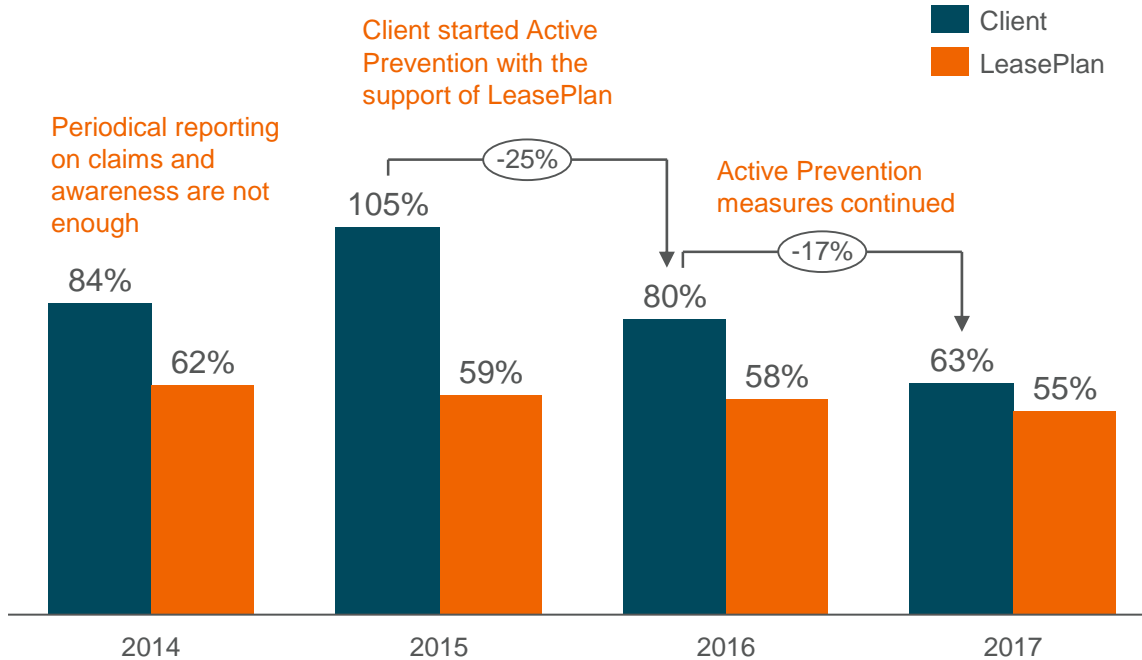 Client started Active
Prevention with the
support of LeasePlan
Client
LeasePlan
Periodical reporting
on claims and
awareness are not
enough
-25%
Active Prevention
measures continued
-17%
84%
62%
105%
59%
80%
58%
63%
55%
2014
2015
2016
2017